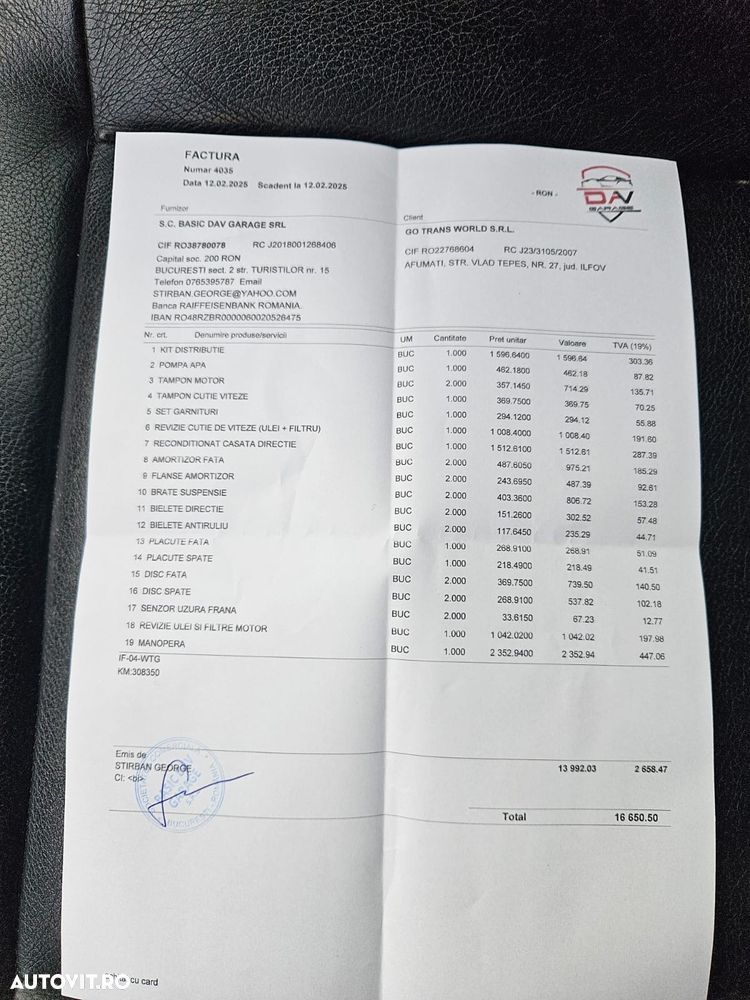 FACTURA
Numar 4035
Data 12.02.2025 Scadent la 12.02.2025
- RON -
DAV
GARAGE
Furnizor
S.C. BASIC DAV GARAGE SRL
CIF RO38780078 RC J2018001268406
Capital soc. 200 RON
BUCURESTI sect. 2 str. TURISTILOR nr. 15
Telefon 0765395787 Email
STIRBAN.GEORGE@YAHOO.COM
Banca RAIFFEISENBANK ROMANIA.
IBAN RO48RZBR0000060020526475
Client
GO TRANS WORLD S.R.L.
CIF RO22768604 RC J23/3105/2007
AFUMATI, STR. VLAD TEPES, NR. 27, jud. ILFOV
Nr. crt. Denumire produse/servicii UM Cantitate Pret unitar Valoare TVA (19%)
1 KIT DISTRIBUTIE BUC 1.000 1 596.6400 1 596.64 303.36
2 POMPA APA BUC 1.000 462.1800 462.18 87.82
3 TAMPON MOTOR BUC 2.000 357.1450 714.29 135.71
4 TAMPON CUTIE VITEZE BUC 1.000 369.7500 369.75 70.25
5 SET GARNITURI BUC 1.000 294.1200 294.12 55.88
6 REVIZIE CUTIE DE VITEZE (ULEI + FILTRU) BUC 1.000 1 008.4000 1 008.40 191.60
7 RECONDITIONAT CASATA DIRECTIE BUC 1.000 1 512.6100 1 512.61 287.39
8 AMORTIZOR FATA BUC 2.000 487.6050 975.21 185.29
9 FLANSE AMORTIZOR BUC 2.000 243.6950 487.39 92.61
10 BRATE SUSPENSIE BUC 2.000 403.3600 806.72 153.28
11 BIELETE DIRECTIE BUC 2.000 151.2600 302.52 57.48
12 BIELETE ANTIRULIU BUC 2.000 117.6450 235.29 44.71
13 PLACUTE FATA BUC 1.000 268.9100 268.91 51.09
14 PLACUTE SPATE BUC 1.000 218.4900 218.49 41.51
15 DISC FATA BUC 2.000 369.7500 739.50 140.50
16 DISC SPATE BUC 2.000 268.9100 537.82 102.18
17 SENZOR UZURA FRANA BUC 2.000 33.6150 67.23 12.77
18 REVIZIE ULEI SI FILTRE MOTOR BUC 1.000 1 042.0200 1 042.02 197.98
19 MANOPERA BUC 1.000 2 352.9400 2 352.94 447.06
IF-04-WTG
KM:308350
Emis de
STIRBAN GEORGE
CI: <br>
BASIC DAV
GARAGE
BUCURESTI
13 992.03 2 658.47
Total 16 650.50
cu card
AUTOVIT.RO